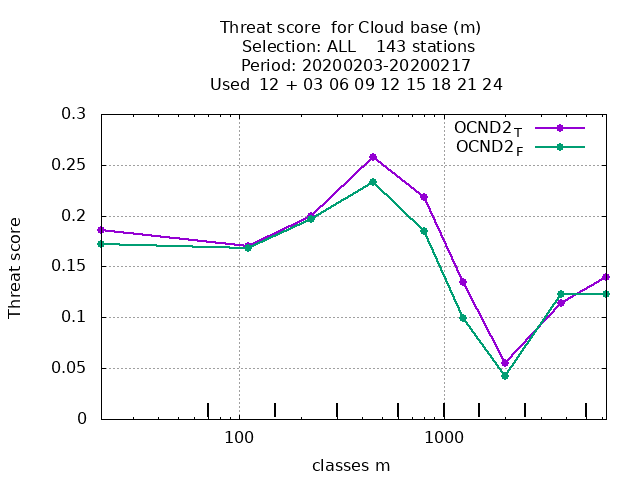 Threat score  for Cloud base (m)
Selection: ALL    143 stations
Period: 20200203-20200217
Used  12 + 03 06 09 12 15 18 21 24
0.3
0.25
0.2
0.15
0.1
0.05
0
Threat score
OCND2T
OCND2F
100
1000
classes m